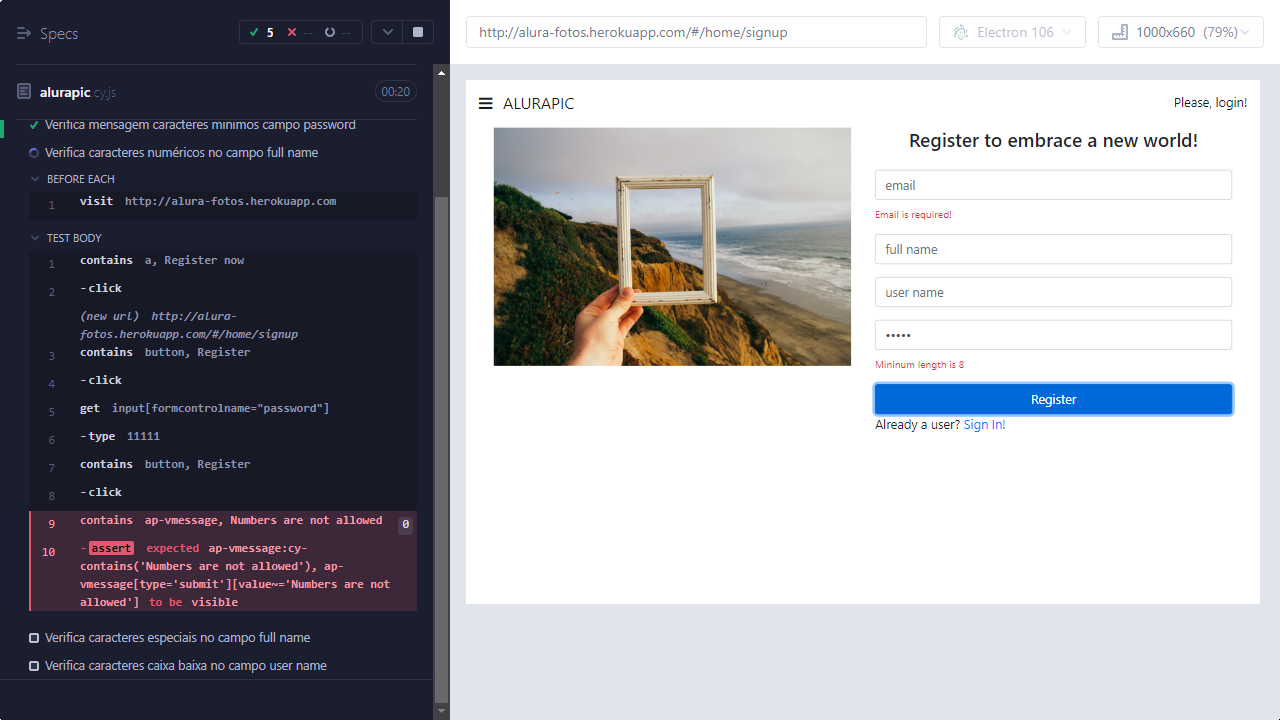 Specs
5 -- --
alurapic.cy.js
00:20
Verifica mensagem caracteres mínimos campo password
Verifica caracteres numéricos no campo full name
BEFORE EACH
1 visit http://alura-fotos.herokuapp.com
TEST BODY
1 contains a, Register now
2 -click
(new url) http://alura-
fotos.herokuapp.com/#/home/signup
3 contains button, Register
4 -click
5 get input[formcontrolname="password"]
6 -type 11111
7 contains button, Register
8 -click
9 contains ap-vmessage, Numbers are not allowed 0
10 -assert expected ap-vmessage:cy-
contains('Numbers are not allowed'), ap-
vmessage[type='submit'][value~='Numbers are not
allowed'] to be visible
Verifica caracteres especiais no campo full name
Verifica caracteres caixa baixa no campo user name
http://alura-fotos.herokuapp.com/#/home/signup
Electron 106
1000x660 (79%)
ALURAPIC
Please, login!
Register to embrace a new world!
email
Email is required!
full name
user name
•••••
Mininum length is 8
Register
Already a user? Sign In!